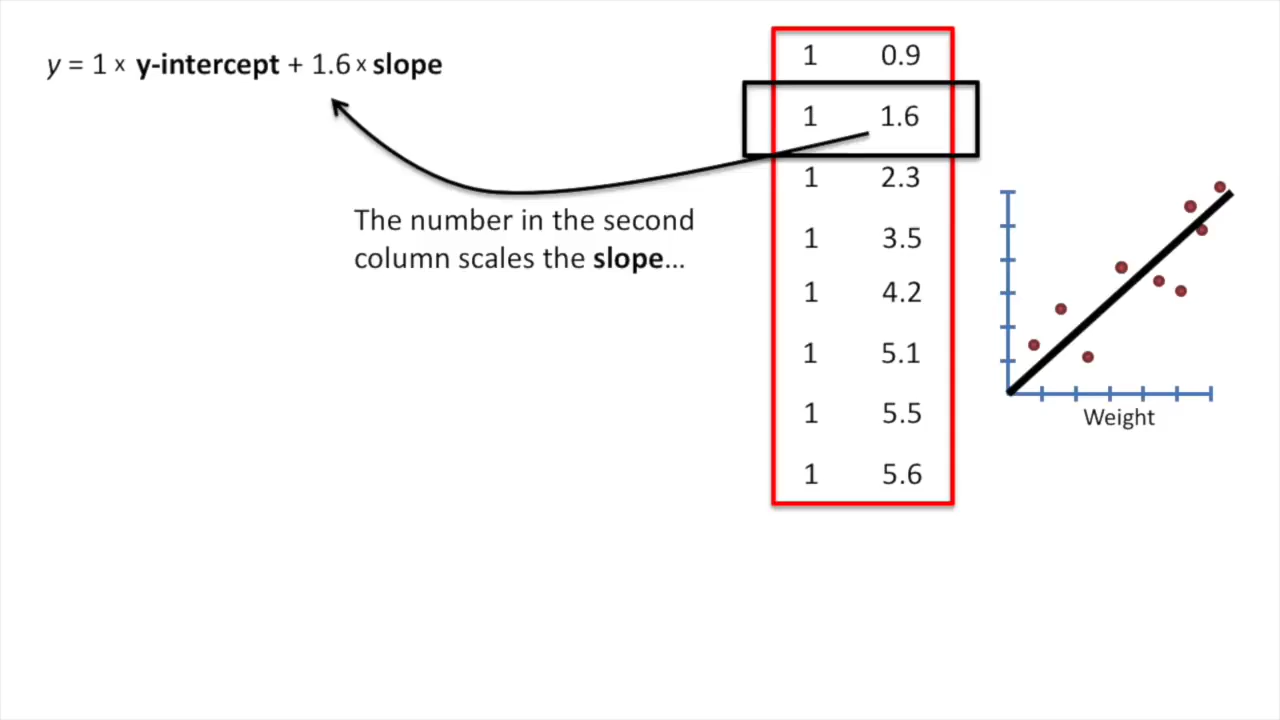 y = 1 x y-intercept + 1.6 x slope
The number in the second
column scales the slope...
1 0.9
1 1.6
1 2.3
1 3.5
1 4.2
1 5.1
1 5.5
1 5.6
Weight